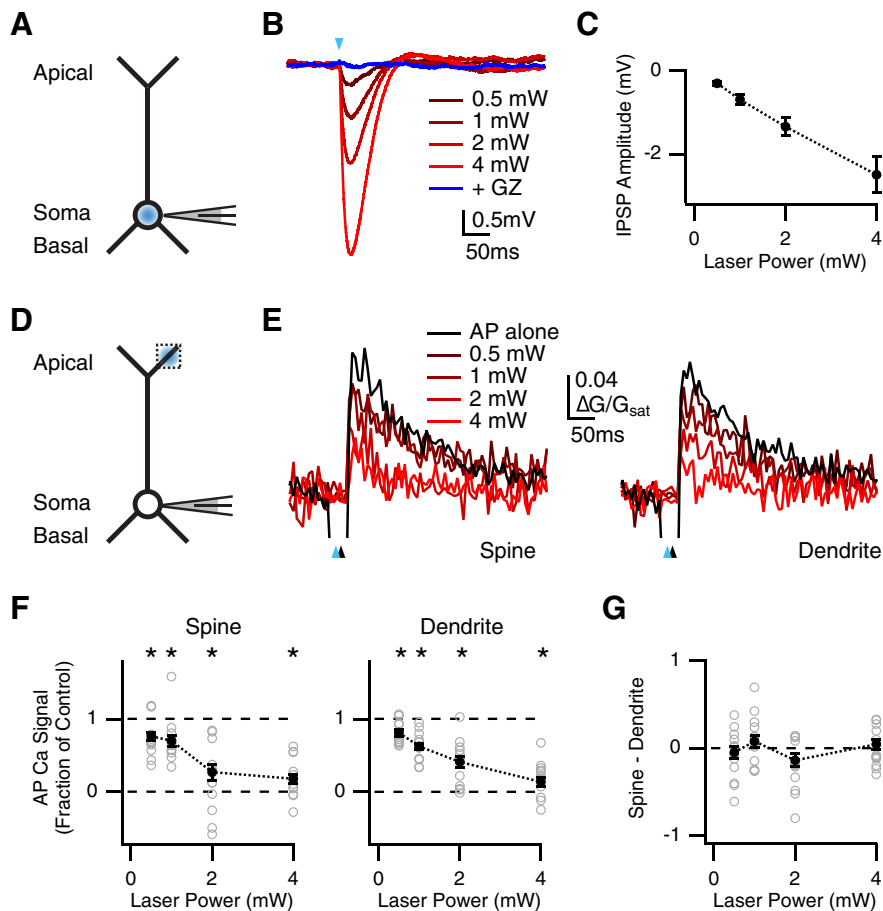 A
Apical
Soma
Basal
B
0.5 mW
1 mW
2 mW
4 mW
+ GZ
0.5mV
50ms
C
0
-2
IPSP Amplitude (mV)
0
2
4
Laser Power (mW)
D
Apical
Soma
Basal
E
AP alone
0.5 mW
1 mW
2 mW
4 mW
0.04
ΔG/Gsat
50ms
Spine
Dendrite
F
Spine
* * * *
AP Ca Signal
(Fraction of Control)
1
0
0
2
4
Laser Power (mW)
Dendrite
* * * *
1
0
0
2
4
Laser Power (mW)
G
Spine - Dendrite
1
0
-1
0
2
4
Laser Power (mW)